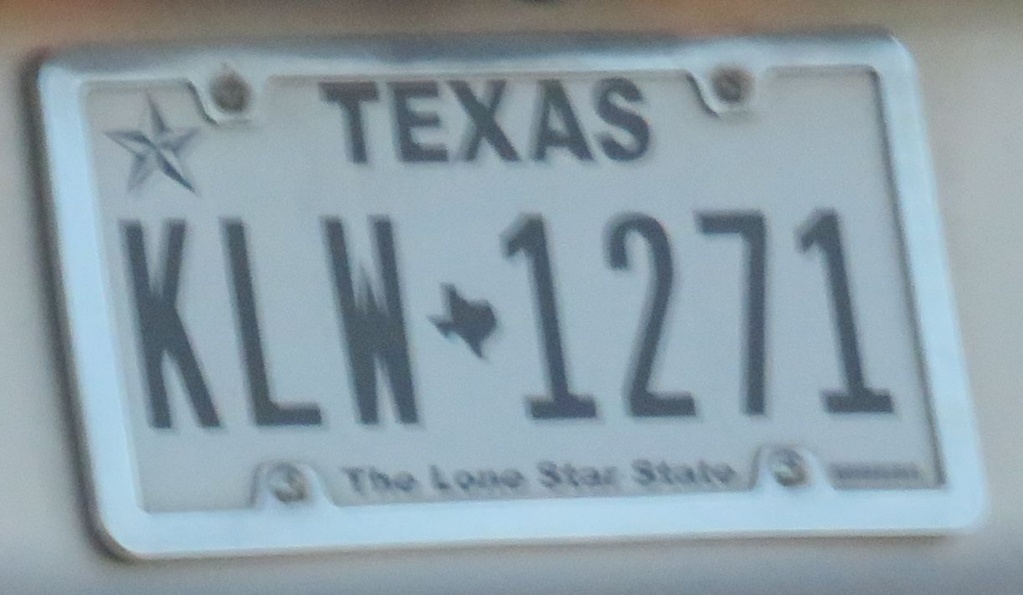 TEXAS
KLW 1271
The Lone Star State